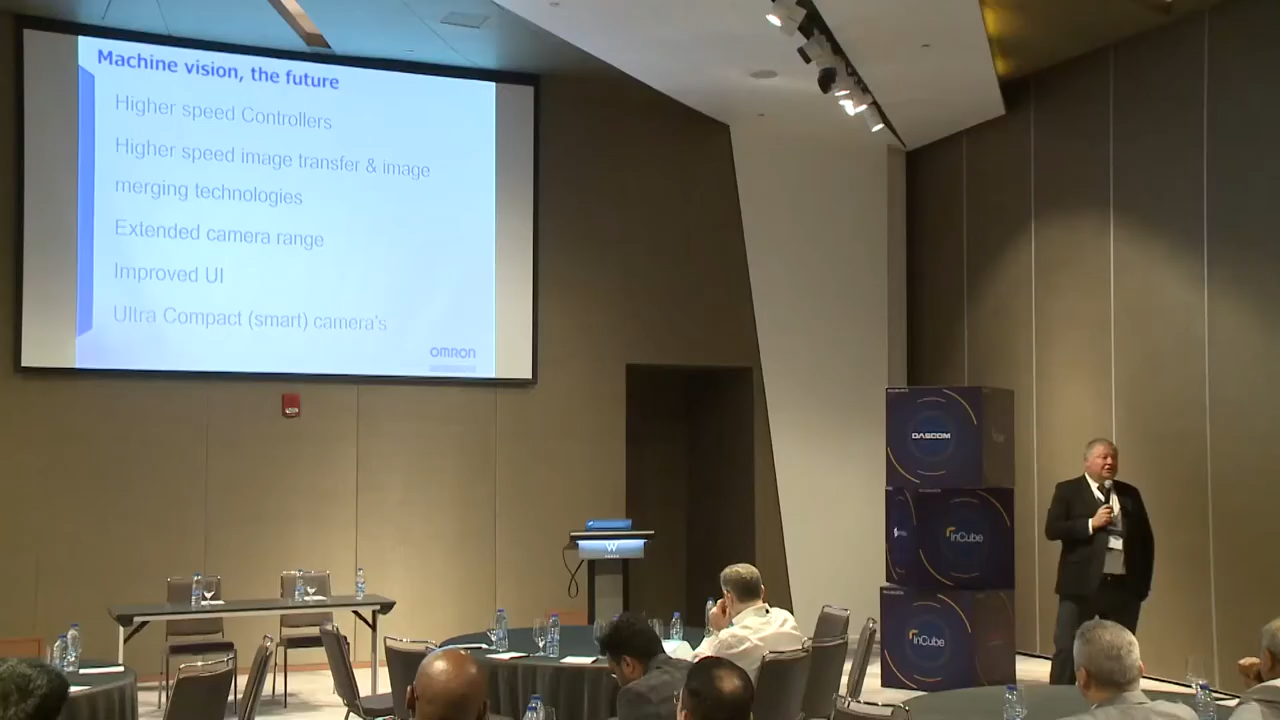 Machine vision, the future
Higher speed Controllers
Higher speed image transfer & image
merging technologies
Extended camera range
Improved UI
Ultra Compact (smart) camera's
OMRON
DASCOM
InCube
InCube
W